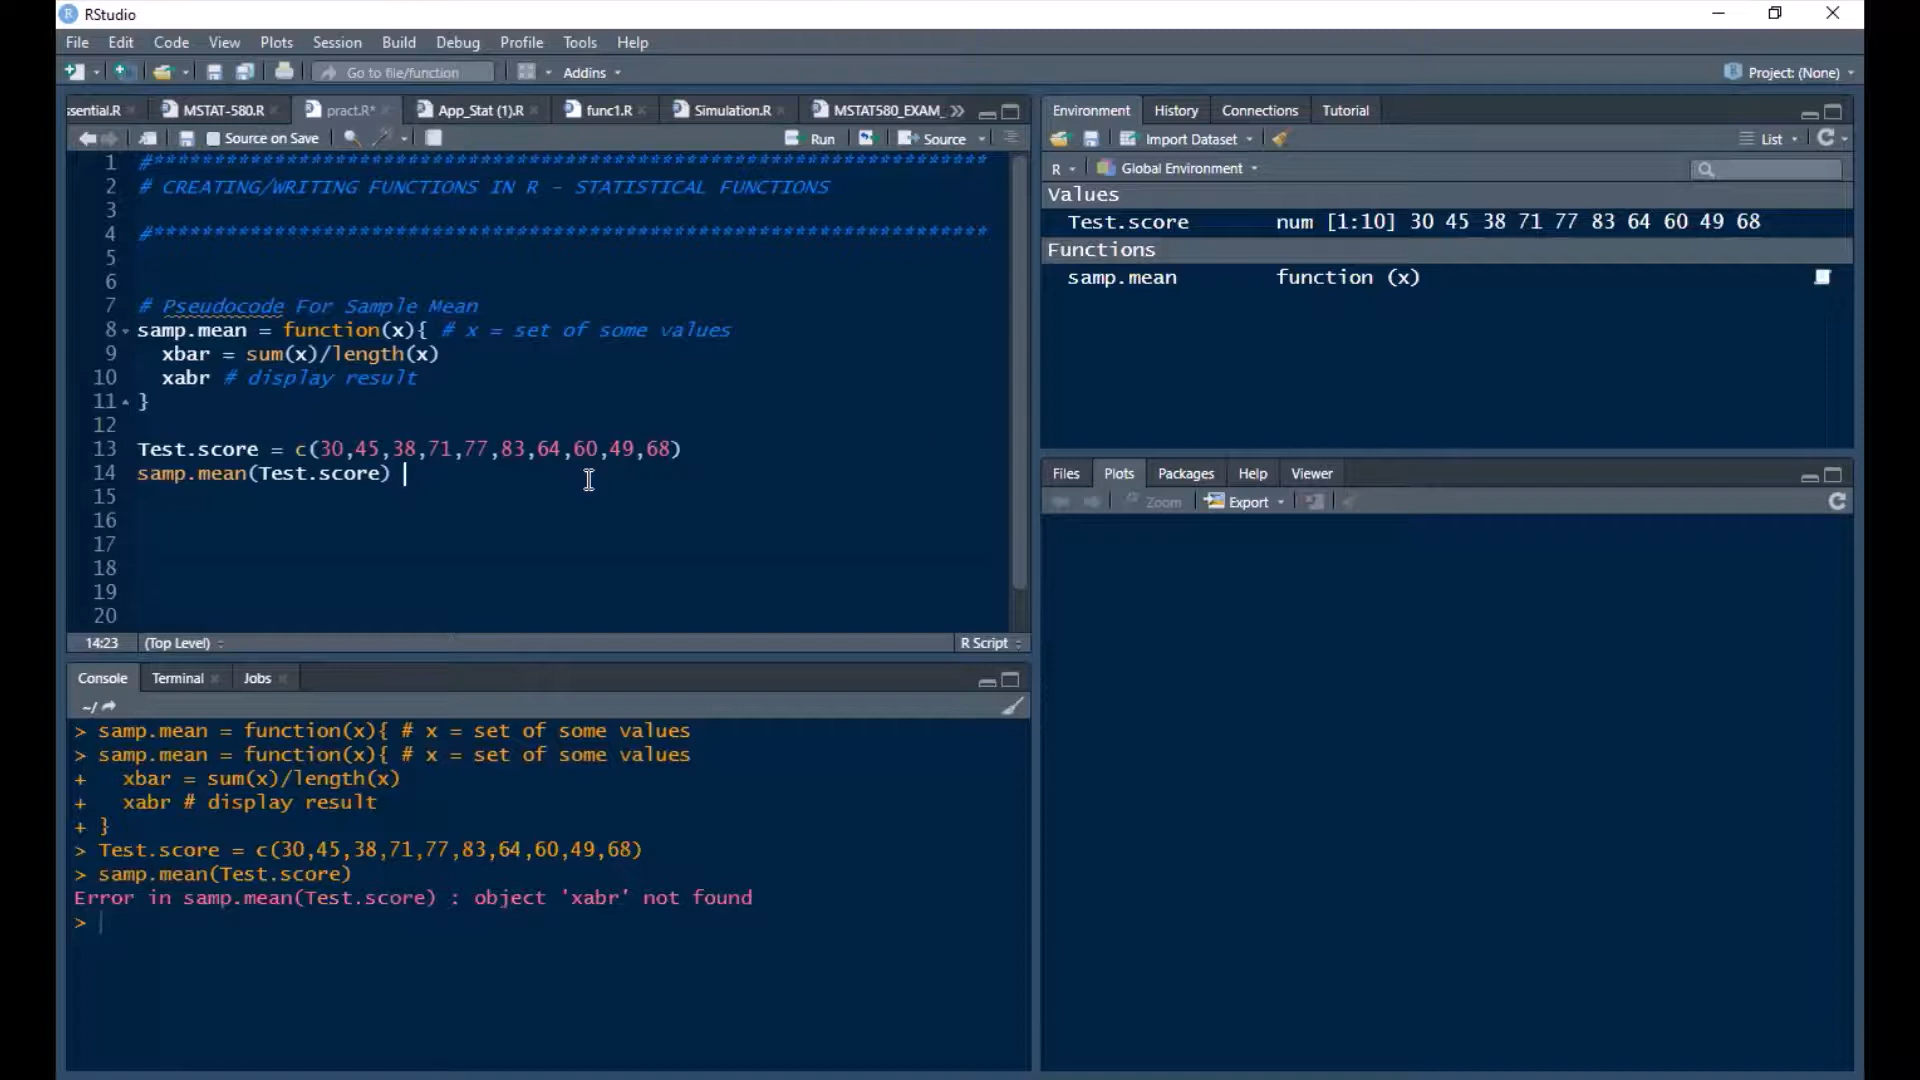 RStudio
File Edit Code View Plots Session Build Debug Profile Tools Help
Go to file/function Addins Project: (None)
ssential.R MSTAT-580.R pract.R* App_Stat (1).R func1.R Simulation.R MSTAT580_EXAM_
Source on Save Run Source
1 #*********************************************************************
2 # CREATING/WRITING FUNCTIONS IN R - STATISTICAL FUNCTIONS
3
4 #*********************************************************************
5
6
7 # Pseudocode For Sample Mean
8 samp.mean = function(x){ # x = set of some values
9 xbar = sum(x)/length(x)
10 xabr # display result
11 }
12
13 Test.score = c(30,45,38,71,77,83,64,60,49,68)
14 samp.mean(Test.score)
15
16
17
18
19
20
14:23 (Top Level) R Script
Console Terminal Jobs
~/
> samp.mean = function(x){ # x = set of some values
> samp.mean = function(x){ # x = set of some values
+ xbar = sum(x)/length(x)
+ xabr # display result
+ }
> Test.score = c(30,45,38,71,77,83,64,60,49,68)
> samp.mean(Test.score)
Error in samp.mean(Test.score) : object 'xabr' not found
>
Environment History Connections Tutorial
Import Dataset List
R Global Environment
Values
Test.score num [1:10] 30 45 38 71 77 83 64 60 49 68
Functions
samp.mean function (x)
Files Plots Packages Help Viewer
Zoom Export